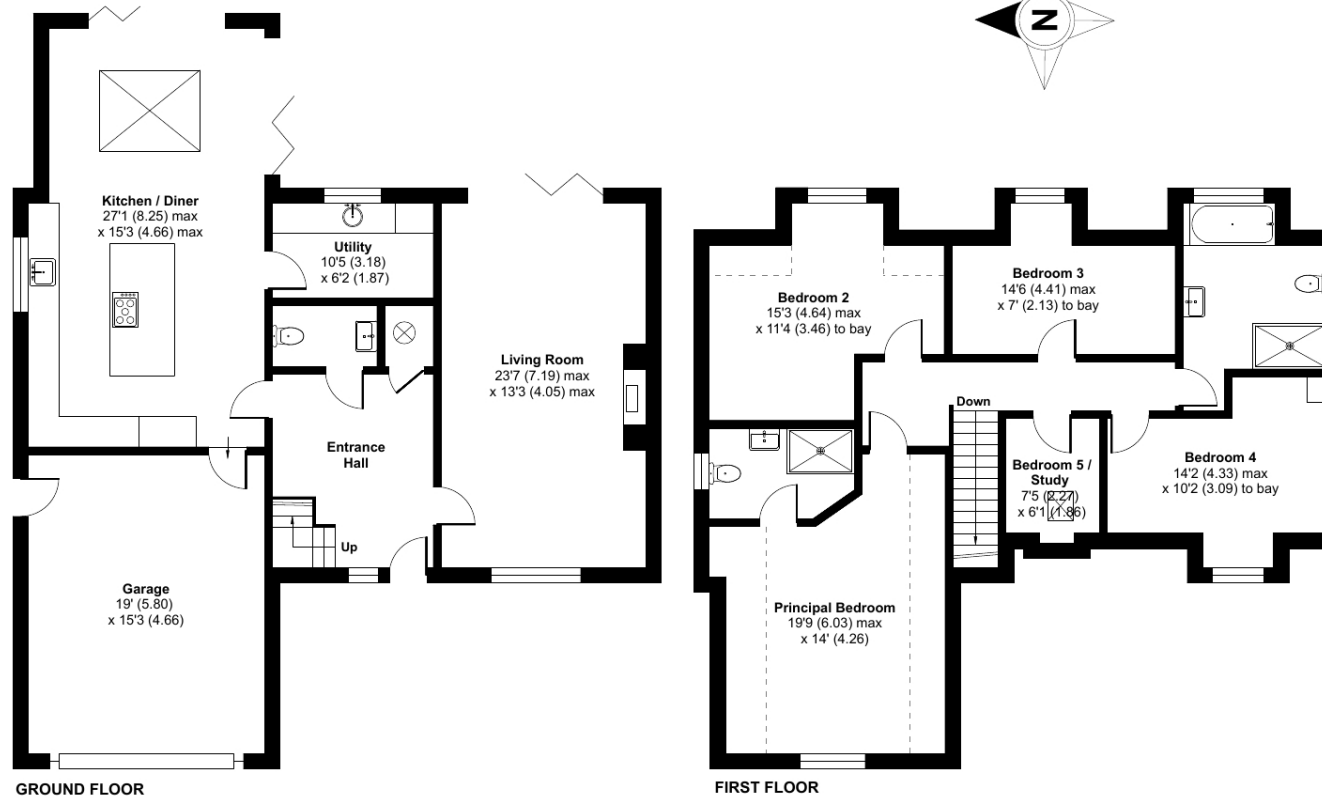 N
Kitchen / Diner
27'1 (8.25) max
x 15'3 (4.66) max
Utility
10'5 (3.18)
x 6'2 (1.87)
Living Room
23'7 (7.19) max
x 13'3 (4.05) max
Entrance
Hall
Up
Garage
19' (5.80)
x 15'3 (4.66)
GROUND FLOOR
Bedroom 2
15'3 (4.64) max
x 11'4 (3.46) to bay
Bedroom 3
14'6 (4.41) max
x 7' (2.13) to bay
Down
Bedroom 5 /
Study
7'5 (2.27)
x 6'1 (1.86)
Bedroom 4
14'2 (4.33) max
x 10'2 (3.09) to bay
Principal Bedroom
19'9 (6.03) max
x 14' (4.26)
FIRST FLOOR